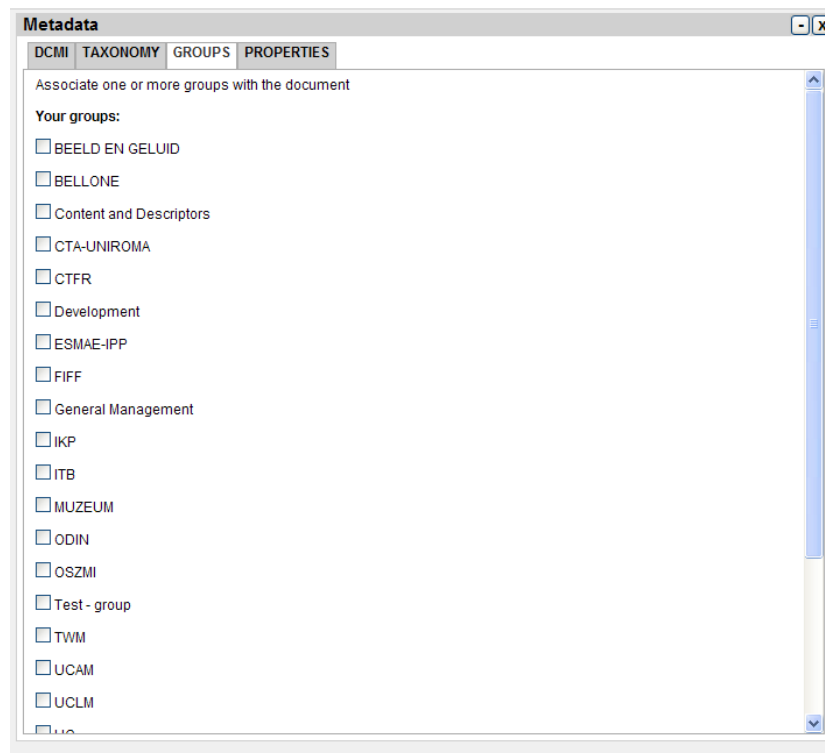 Metadata
- X
DCMI TAXONOMY GROUPS PROPERTIES
Associate one or more groups with the document
Your groups:
BEELD EN GELUID
BELLONE
Content and Descriptors
CTA-UNIROMA
CTFR
Development
ESMAE-IPP
FIFF
General Management
IKP
ITB
MUZEUM
ODIN
OSZMI
Test - group
TWM
UCAM
UCLM